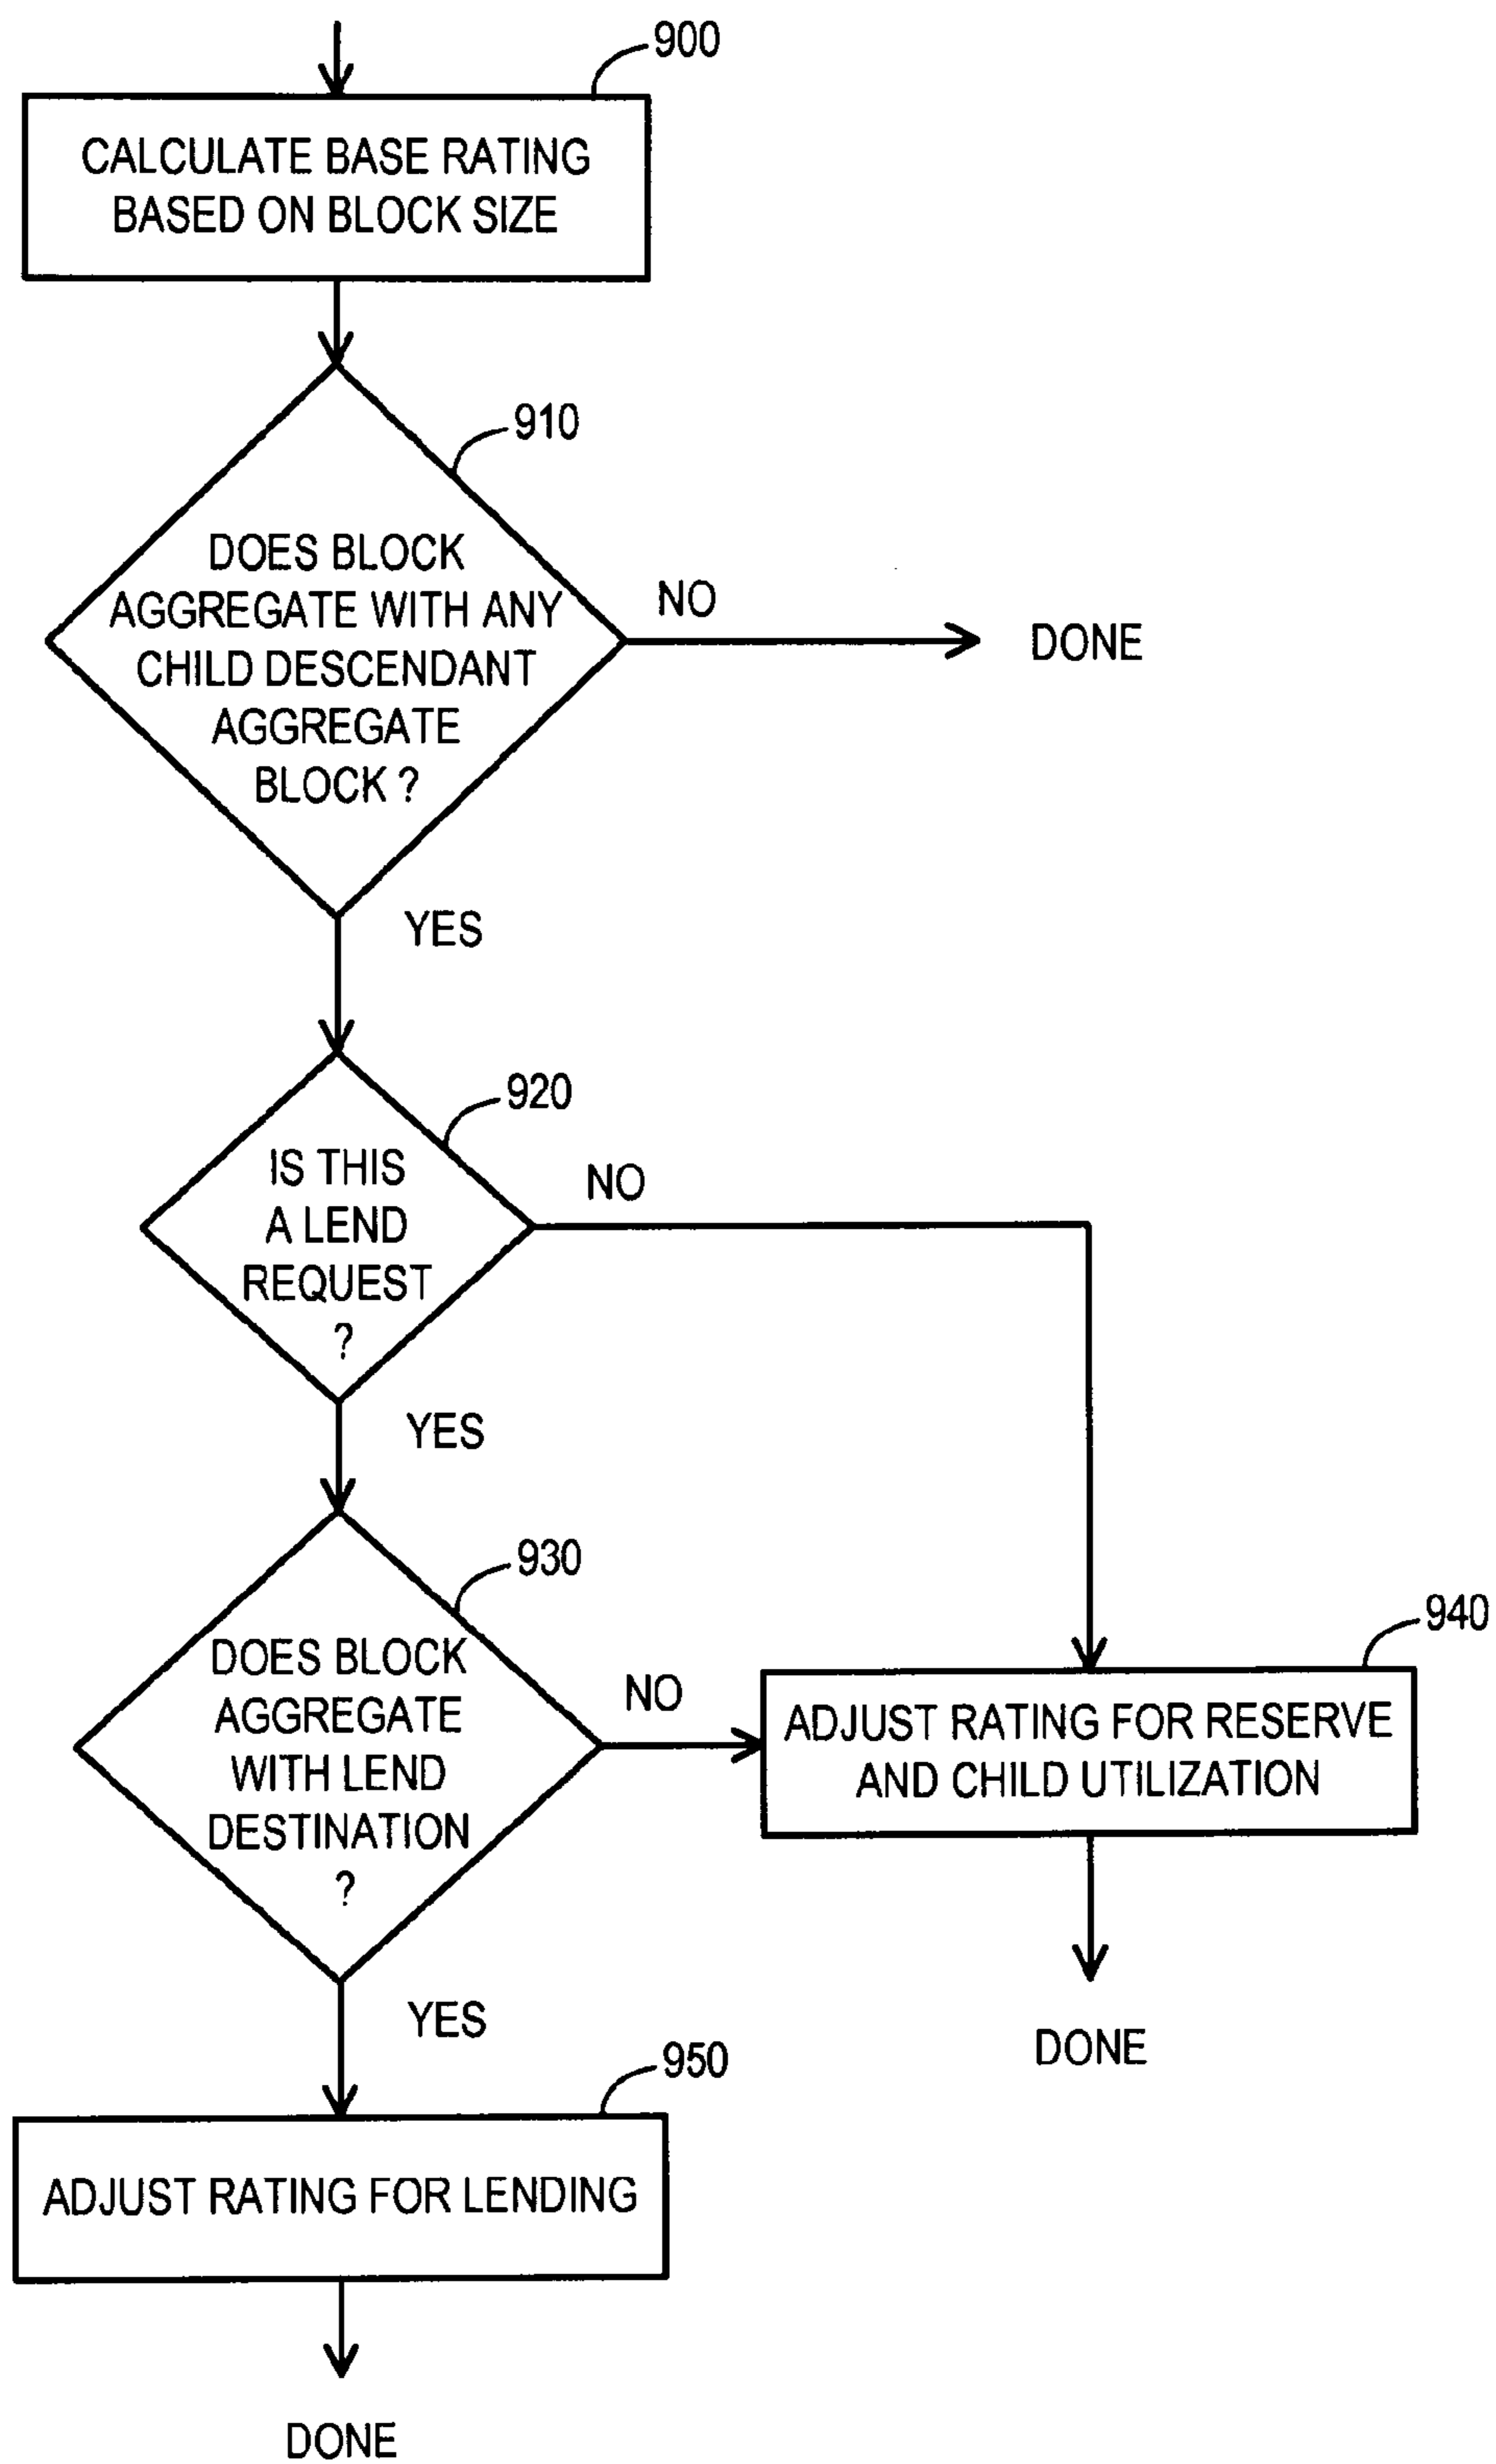 900
CALCULATE BASE RATING
BASED ON BLOCK SIZE
910
DOES BLOCK
AGGREGATE WITH ANY
CHILD DESCENDANT
AGGREGATE
BLOCK ?
NO
DONE
YES
920
IS THIS
A LEND
REQUEST
?
NO
YES
930
DOES BLOCK
AGGREGATE
WITH LEND
DESTINATION
?
NO
940
ADJUST RATING FOR RESERVE
AND CHILD UTILIZATION
DONE
YES
950
ADJUST RATING FOR LENDING
DONE